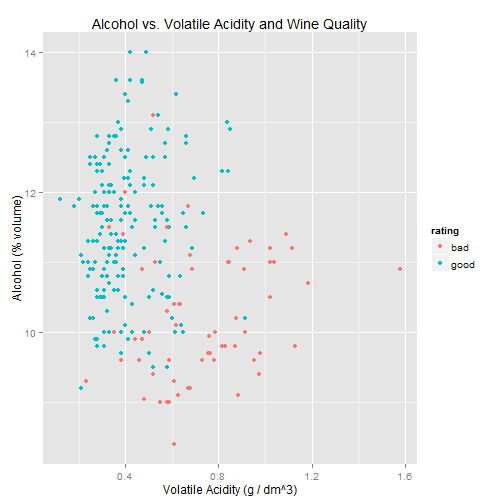 Alcohol vs. Volatile Acidity and Wine Quality
Alcohol (% volume)
14
12
10
0.4
0.8
1.2
1.6
Volatile Acidity (g / dm^3)
rating
bad
good